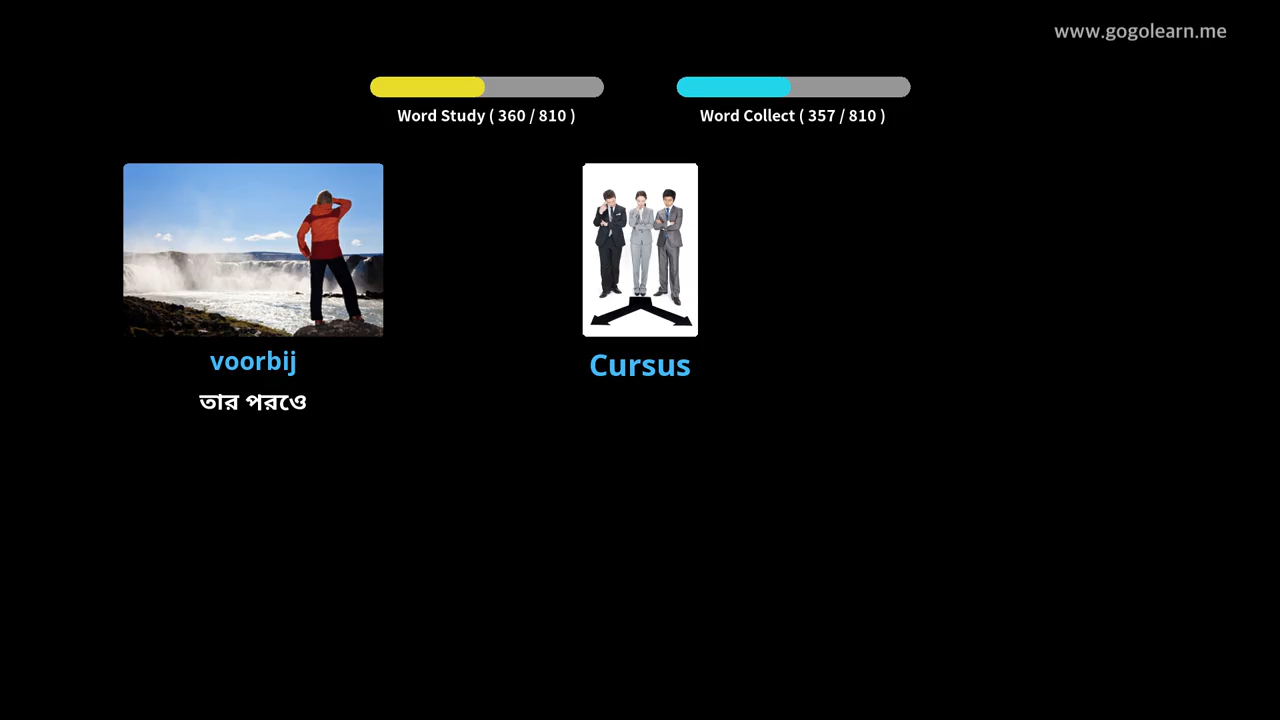 www.gogolearn.me
Word Study ( 360 / 810 )
Word Collect ( 357 / 810 )
voorbij
তার পরওে
Cursus